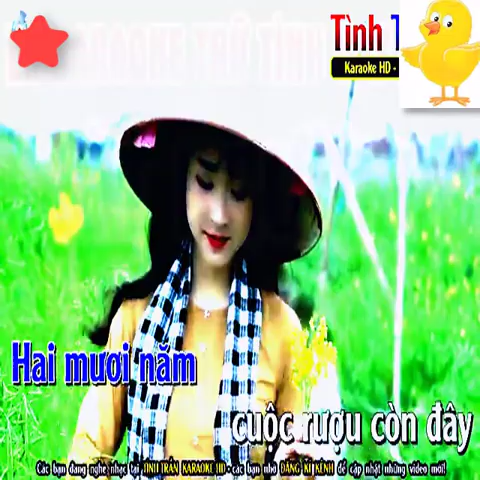 Tình T
Karaoke HD -
Hai mươi năm
cuộc rượu còn đây
Các bạn đang nghe nhạc tại TÌNH TRẦN KARAOKE HD - các bạn nhớ ĐĂNG KÍ KÊNH để cập nhật những video mới!